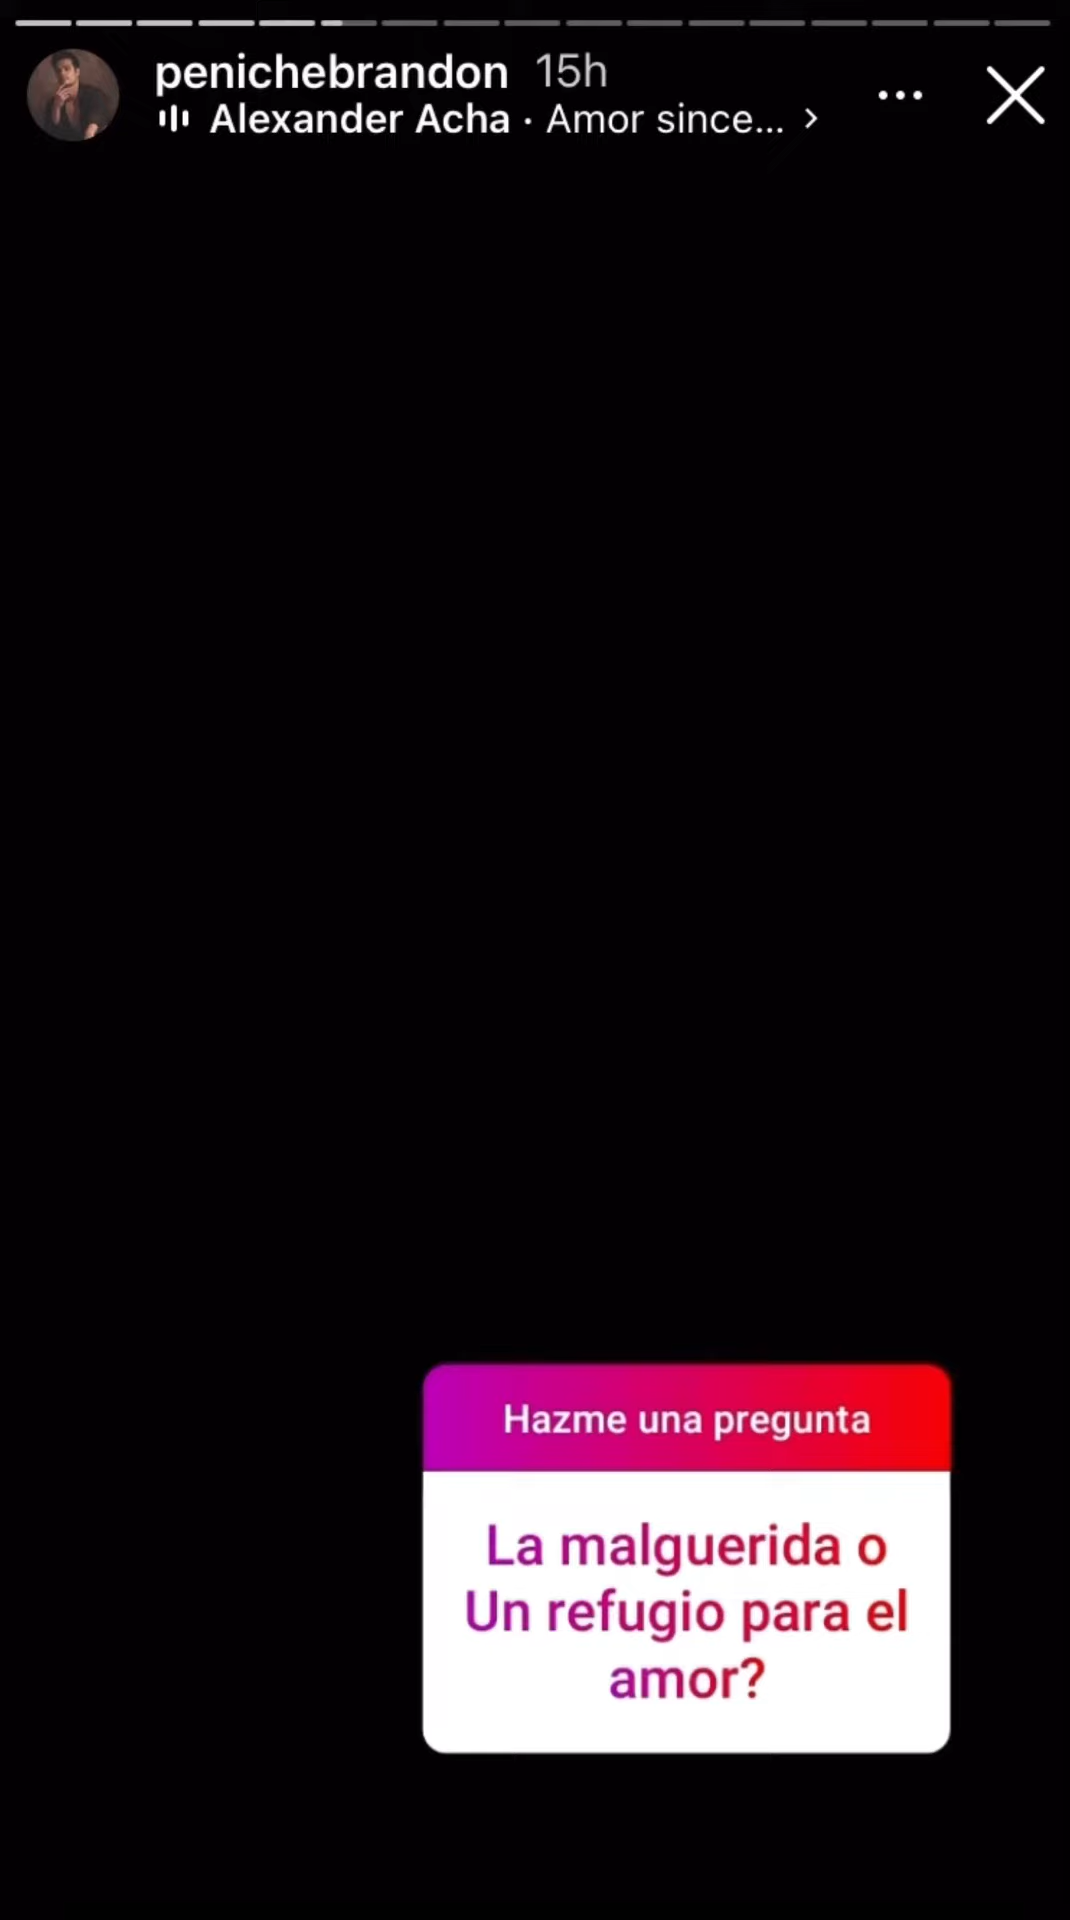 penichebrandon 15h
Alexander Acha · Amor since... >
Hazme una pregunta
La malguerida o
Un refugio para el
amor?